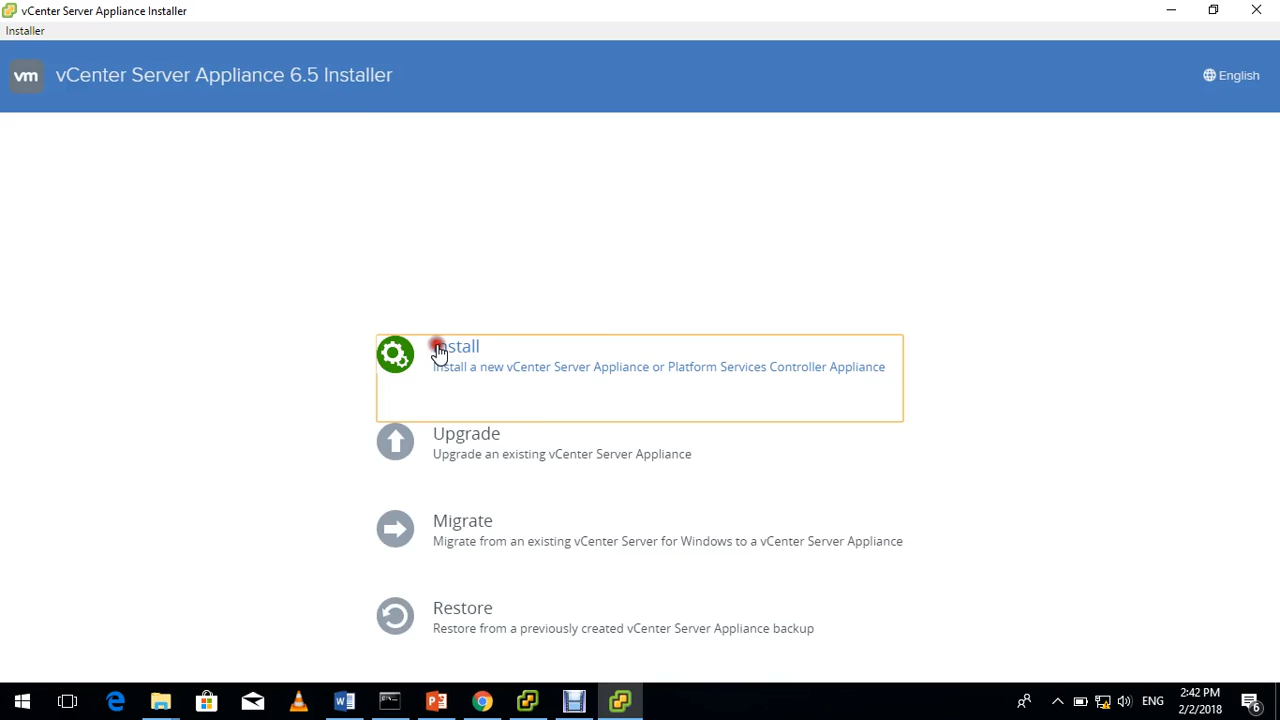 vCenter Server Appliance Installer
Installer
vm vCenter Server Appliance 6.5 Installer
English
Install
Install a new vCenter Server Appliance or Platform Services Controller Appliance
Upgrade
Upgrade an existing vCenter Server Appliance
Migrate
Migrate from an existing vCenter Server for Windows to a vCenter Server Appliance
Restore
Restore from a previously created vCenter Server Appliance backup
ENG
2:42 PM
2/2/2018
6